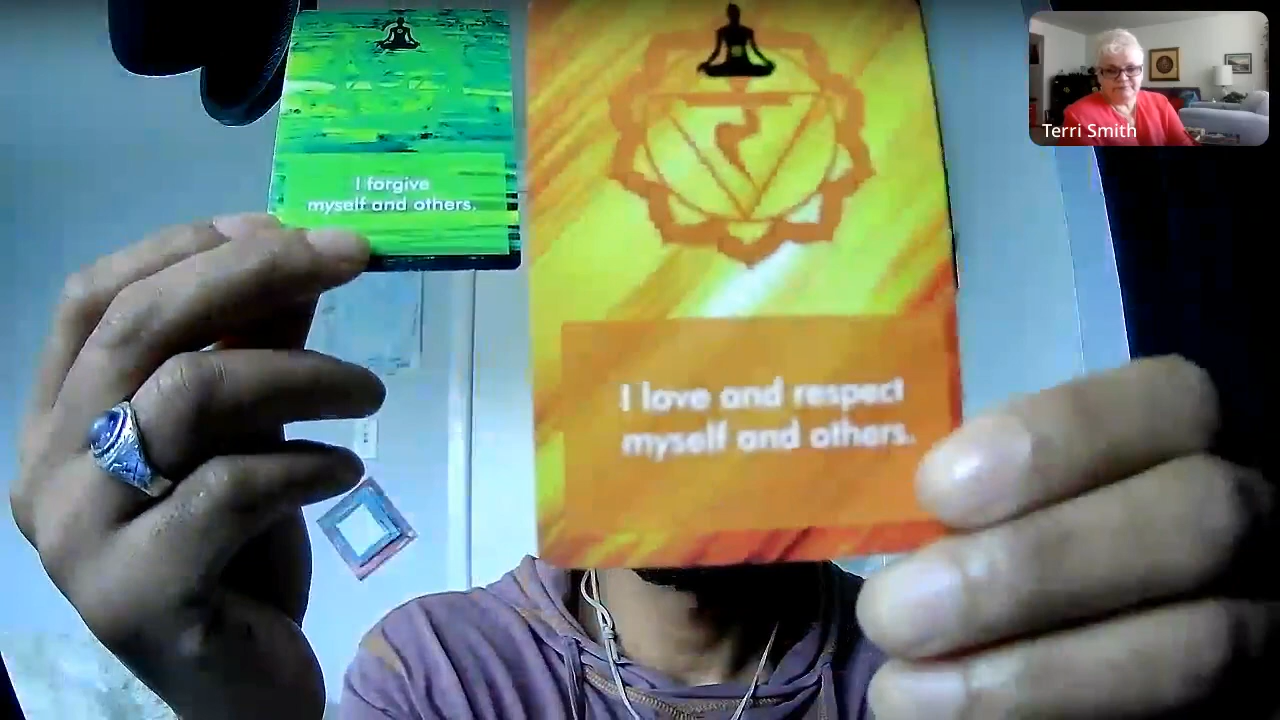 I forgive
myself and others.
I love and respect
myself and others.
Terri Smith